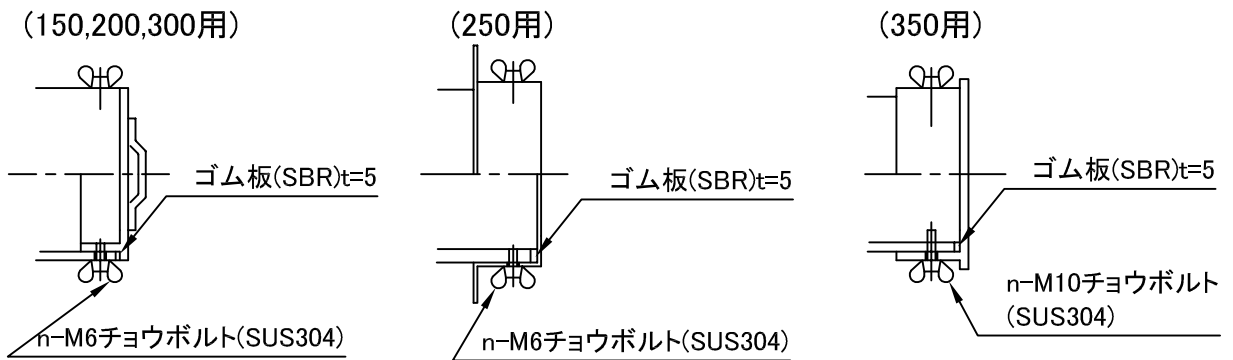 (150,200,300用)
ゴム板(SBR)t=5
n-M6チョウボルト(SUS304)
(250用)
ゴム板(SBR)t=5
n-M6チョウボルト(SUS304)
(350用)
ゴム板(SBR)t=5
n-M10チョウボルト
(SUS304)